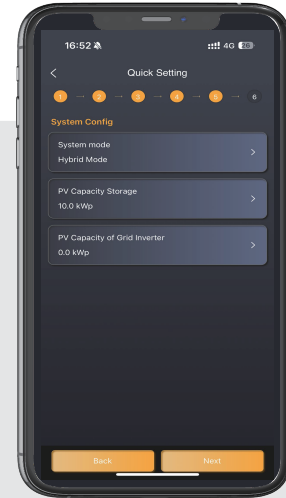 16:52
4G 26
Quick Setting
1 → 2 → 3 → 4 → 5 → 6
System Config
System mode
Hybrid Mode
PV Capacity Storage
10.0 kWp
PV Capacity of Grid Inverter
0.0 kWp
Back
Next